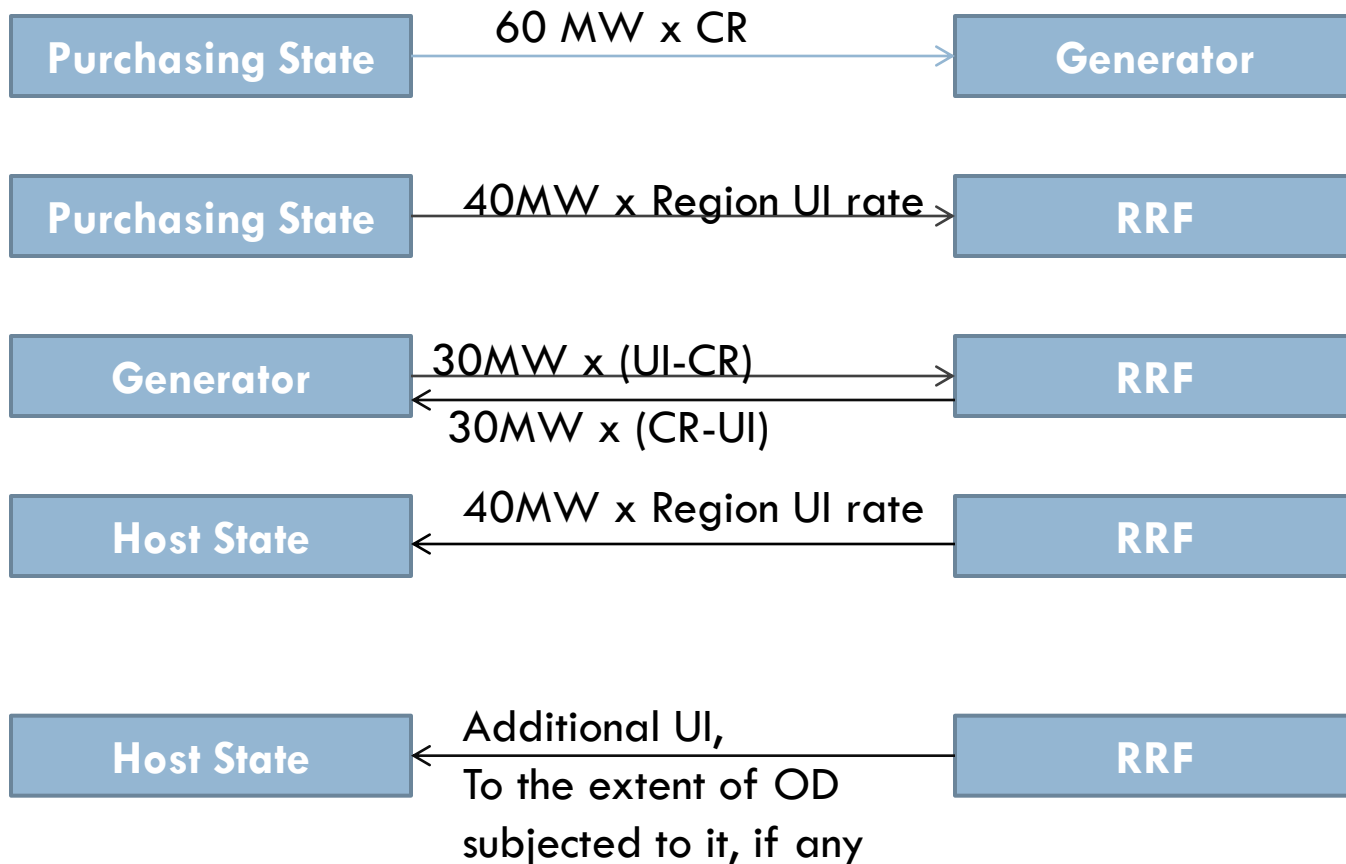 60 MW x CR
Purchasing State
Generator
40MW x Region UI rate
Purchasing State
RRF
30MW x (UI-CR)
Generator
RRF
30MW x (CR-UI)
40MW x Region UI rate
Host State
RRF
Additional UI,
Host State
RRF
To the extent of OD
subjected to it, if any